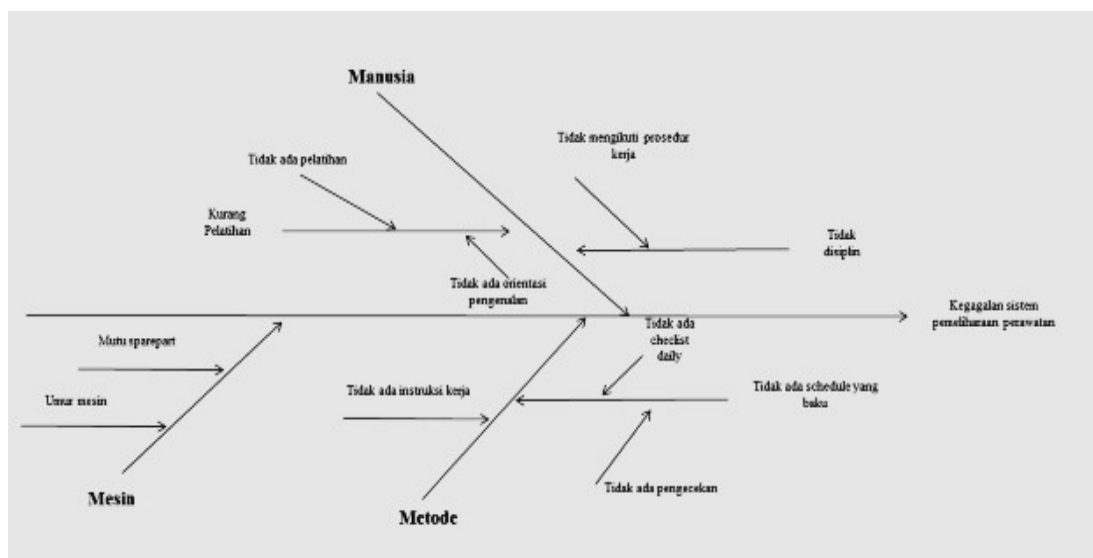 Manusia
Tidak mengikuti prosedur
kerja
Tidak ada pelatihan
Kurang
Pelatihan
Tidak
disiplin
Tidak ada orientasi
pengenalan
Kegagalan sistem
pemeliharaan perawatan
Tidak ada
checlist
daily
Mutu sparepart
Umur mesin
Tidak ada instruksi kerja
Tidak ada schedule yang
baku
Tidak ada pengecekan
Mesin
Metode